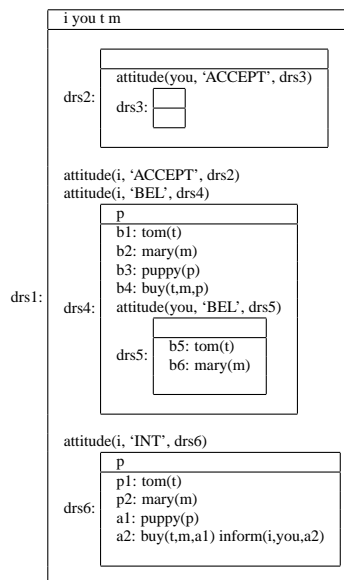 i you t m
attitude(you, ‘ACCEPT’, drs3)
drs2:
drs3:
attitude(i, ‘ACCEPT’, drs2)
attitude(i, ‘BEL’, drs4)
p
b1: tom(t)
b2: mary(m)
b3: puppy(p)
b4: buy(t,m,p)
drs1:
drs4:
attitude(you, ‘BEL’, drs5)
b5: tom(t)
drs5:
b6: mary(m)
attitude(i, ‘INT’, drs6)
p
p1: tom(t)
p2: mary(m)
drs6:
a1: puppy(p)
a2: buy(t,m,a1) inform(i,you,a2)